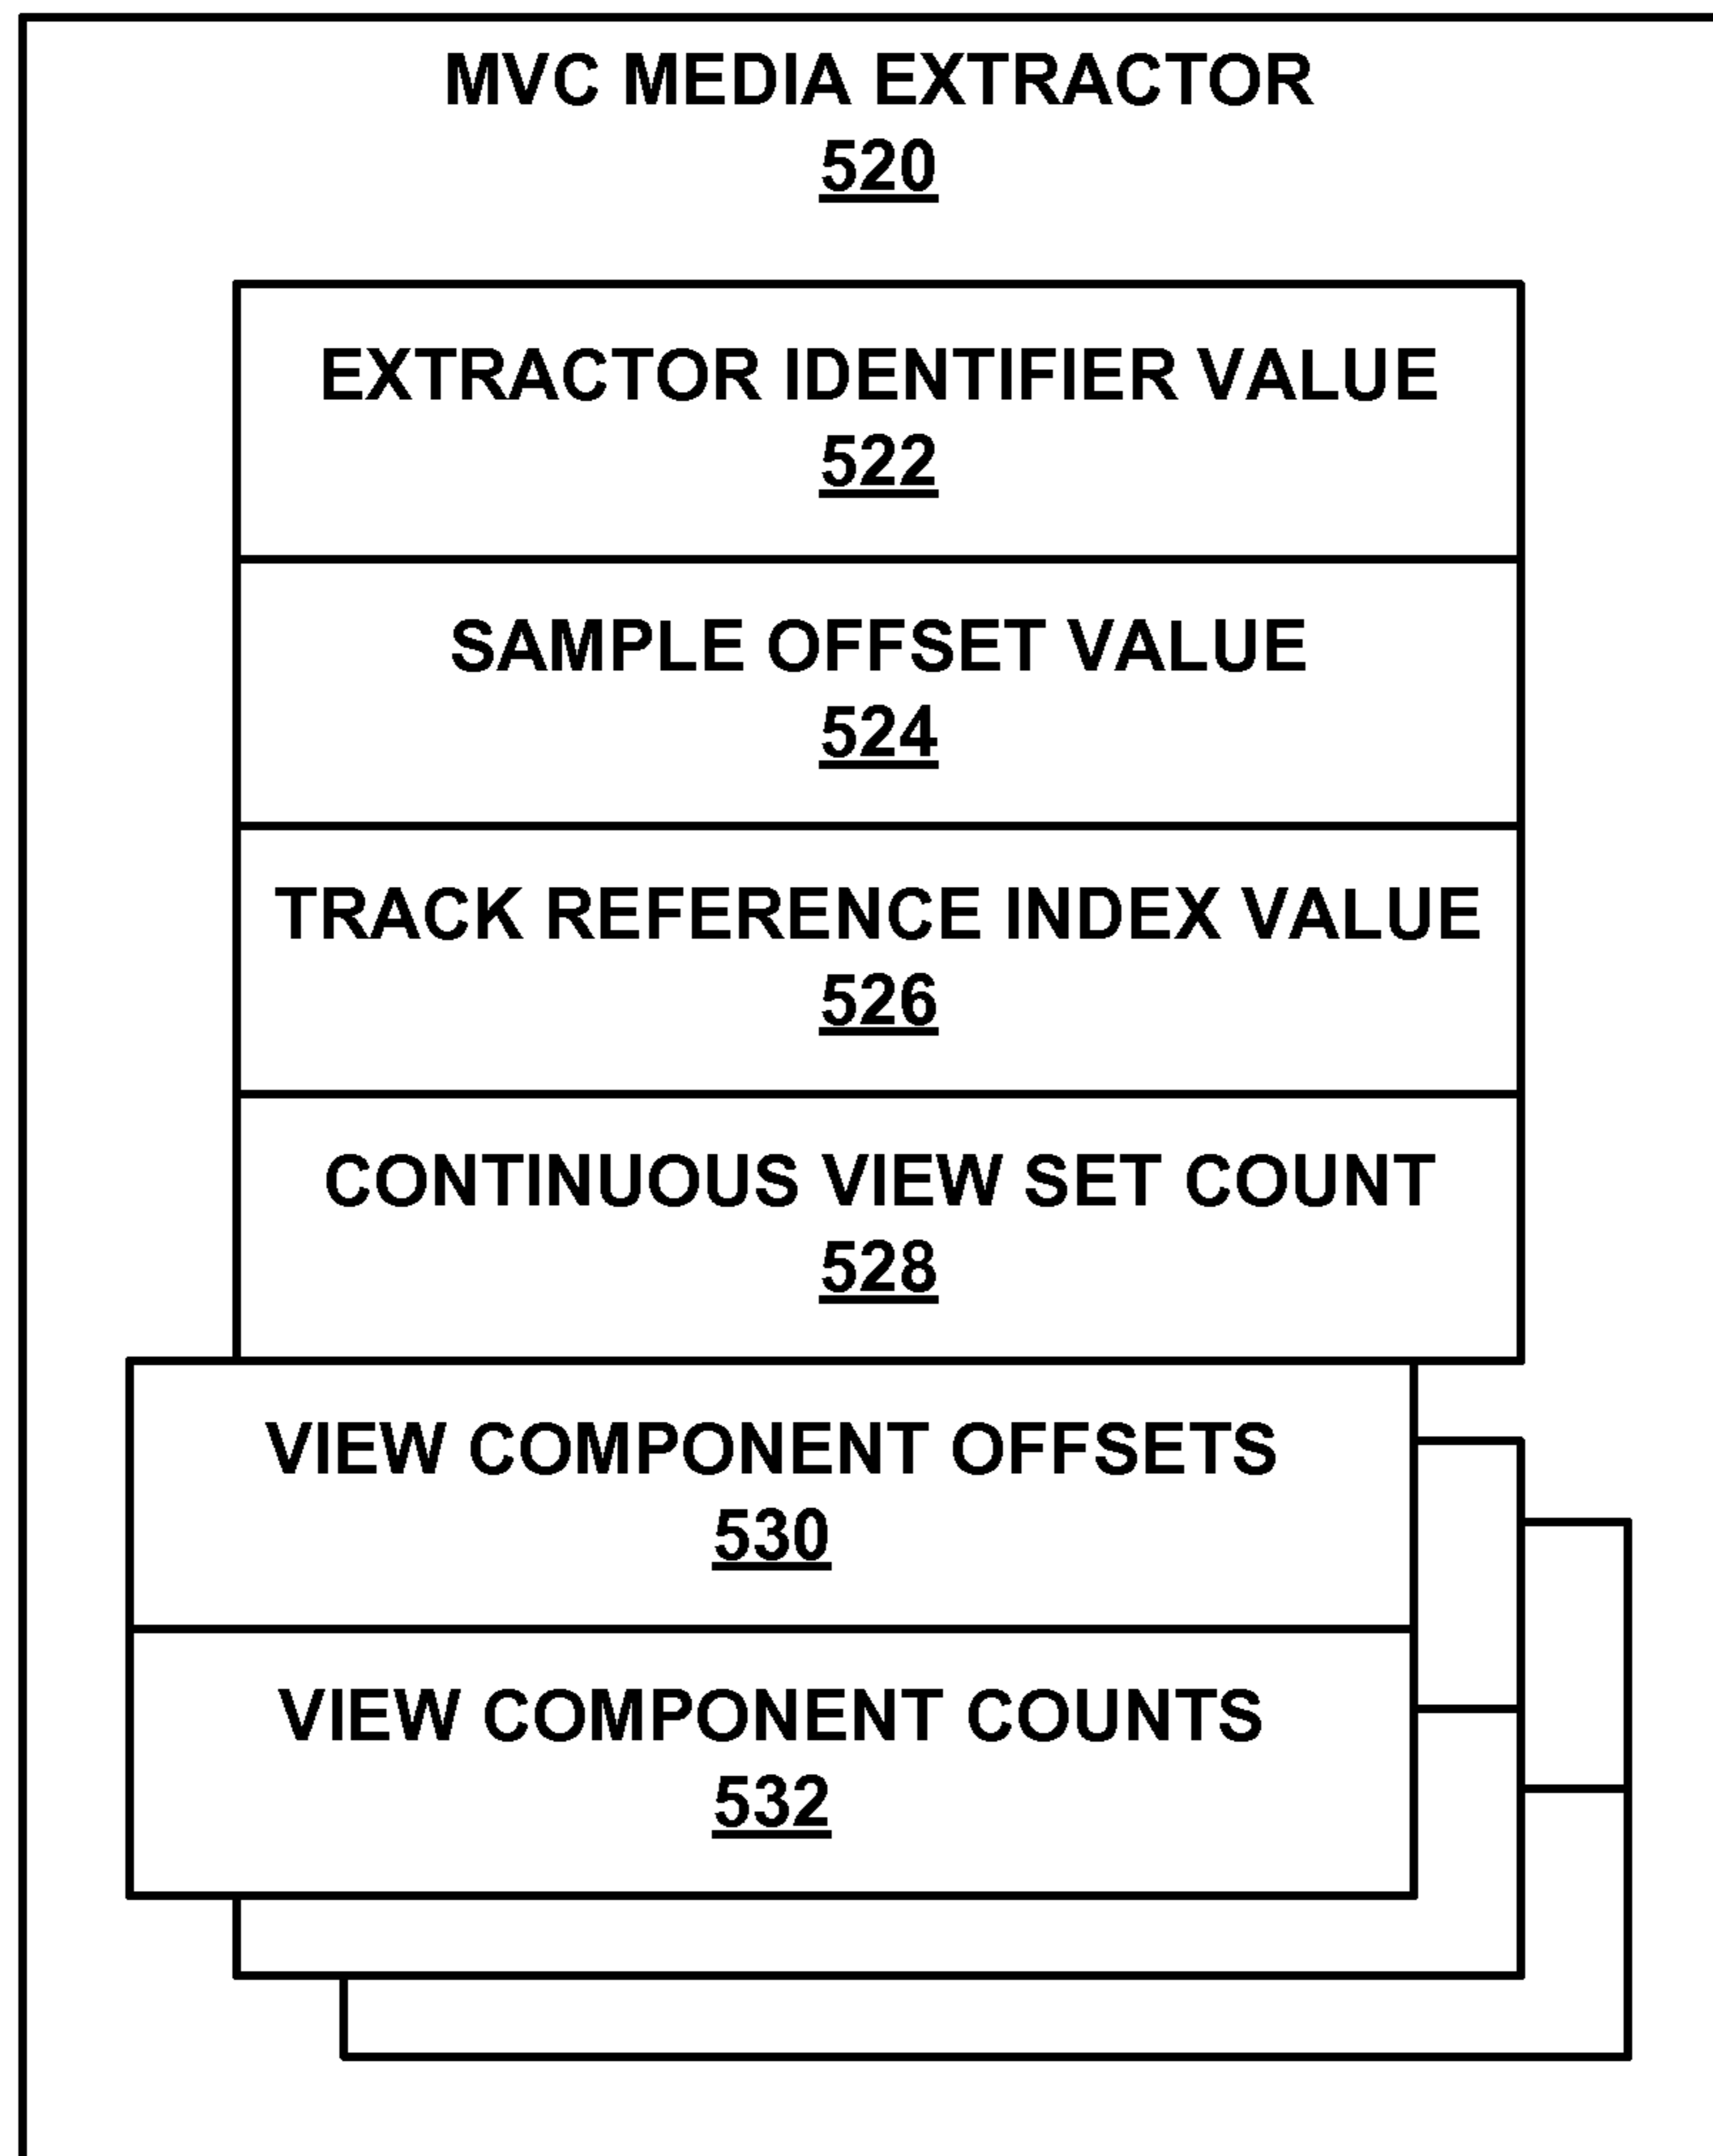 MVC MEDIA EXTRACTOR
520
EXTRACTOR IDENTIFIER VALUE
522
SAMPLE OFFSET VALUE
524
TRACK REFERENCE INDEX VALUE
526
CONTINUOUS VIEW SET COUNT
528
VIEW COMPONENT OFFSETS
530
VIEW COMPONENT COUNTS
532